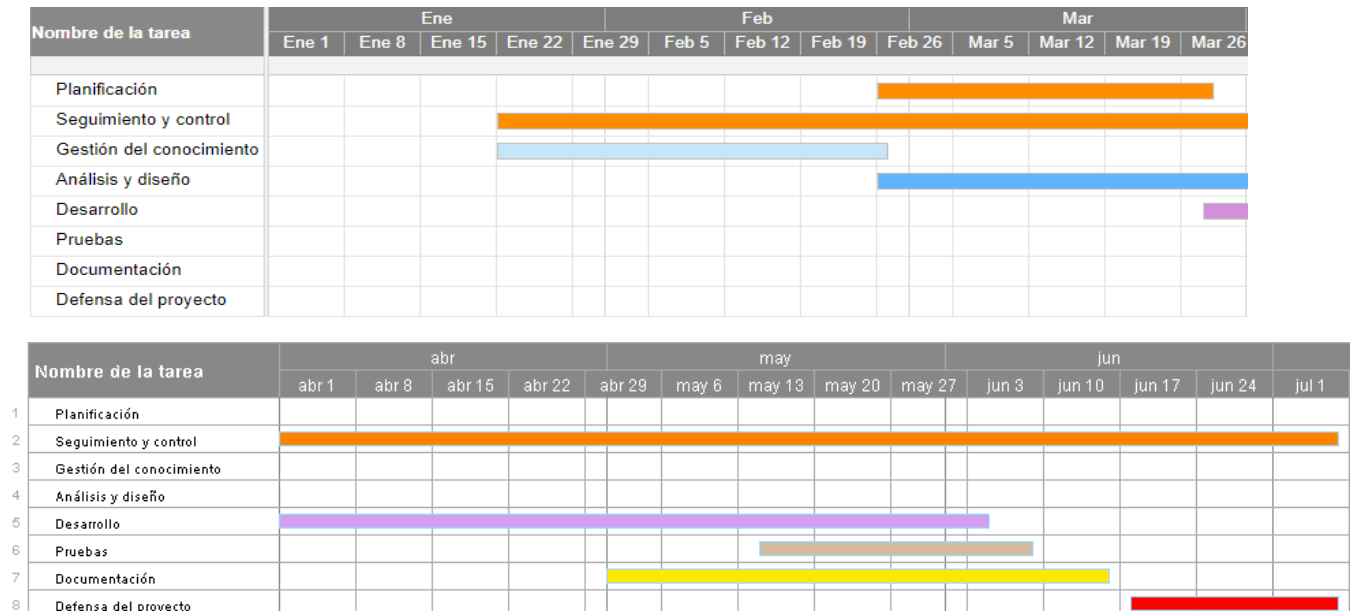 Nombre de la tarea
Ene Feb Mar
Ene 1 Ene 8 Ene 15 Ene 22 Ene 29 Feb 5 Feb 12 Feb 19 Feb 26 Mar 5 Mar 12 Mar 19 Mar 26
Planificación
Seguimiento y control
Gestión del conocimiento
Análisis y diseño
Desarrollo
Pruebas
Documentación
Defensa del proyecto
Nombre de la tarea
abr may jun
abr 1 abr 8 abr 15 abr 22 abr 29 may 6 may 13 may 20 may 27 jun 3 jun 10 jun 17 jun 24 jul 1
1 Planificación
2 Seguimiento y control
3 Gestión del conocimiento
4 Análisis y diseño
5 Desarrollo
6 Pruebas
7 Documentación
8 Defensa del proyecto